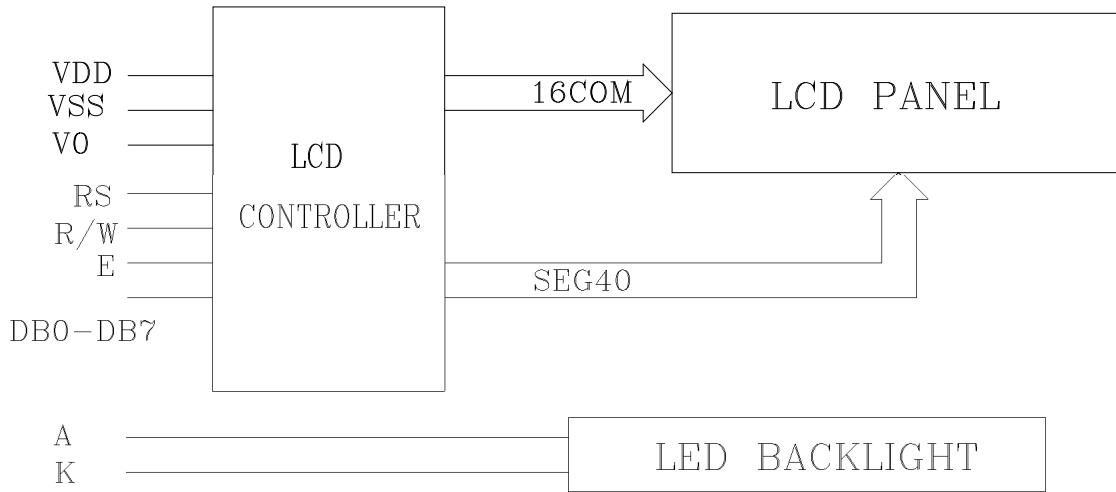 VDD
VSS
V0
RS
R/W
E
DB0-DB7
LCD
CONTROLLER
16COM
SEG40
LCD PANEL
A
K
LED BACKLIGHT